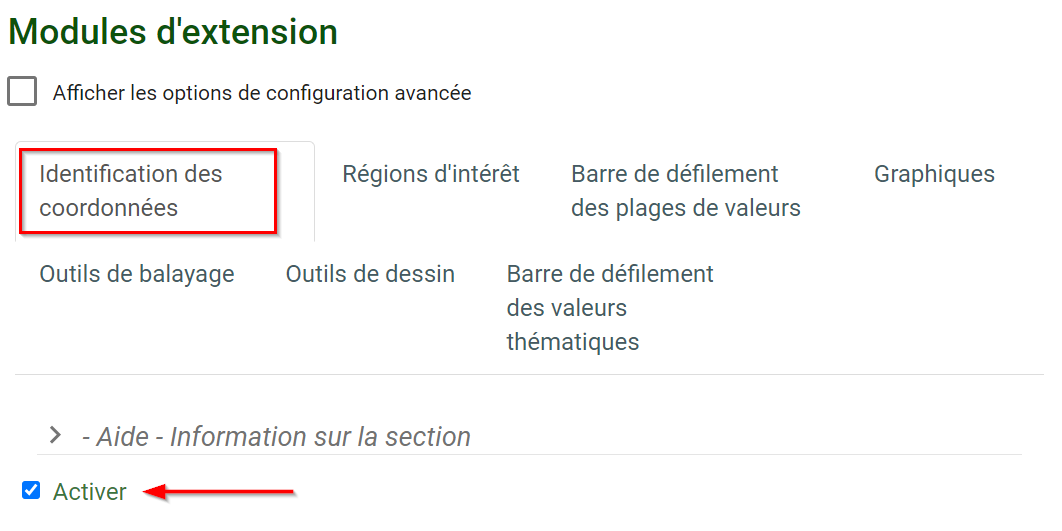 Modules d'extension
Afficher les options de configuration avancée
Identification des
coordonnées
Régions d'intérêt
Barre de défilement
des plages de valeurs
Graphiques
Outils de balayage
Outils de dessin
Barre de défilement
des valeurs
thématiques
- Aide - Information sur la section
Activer